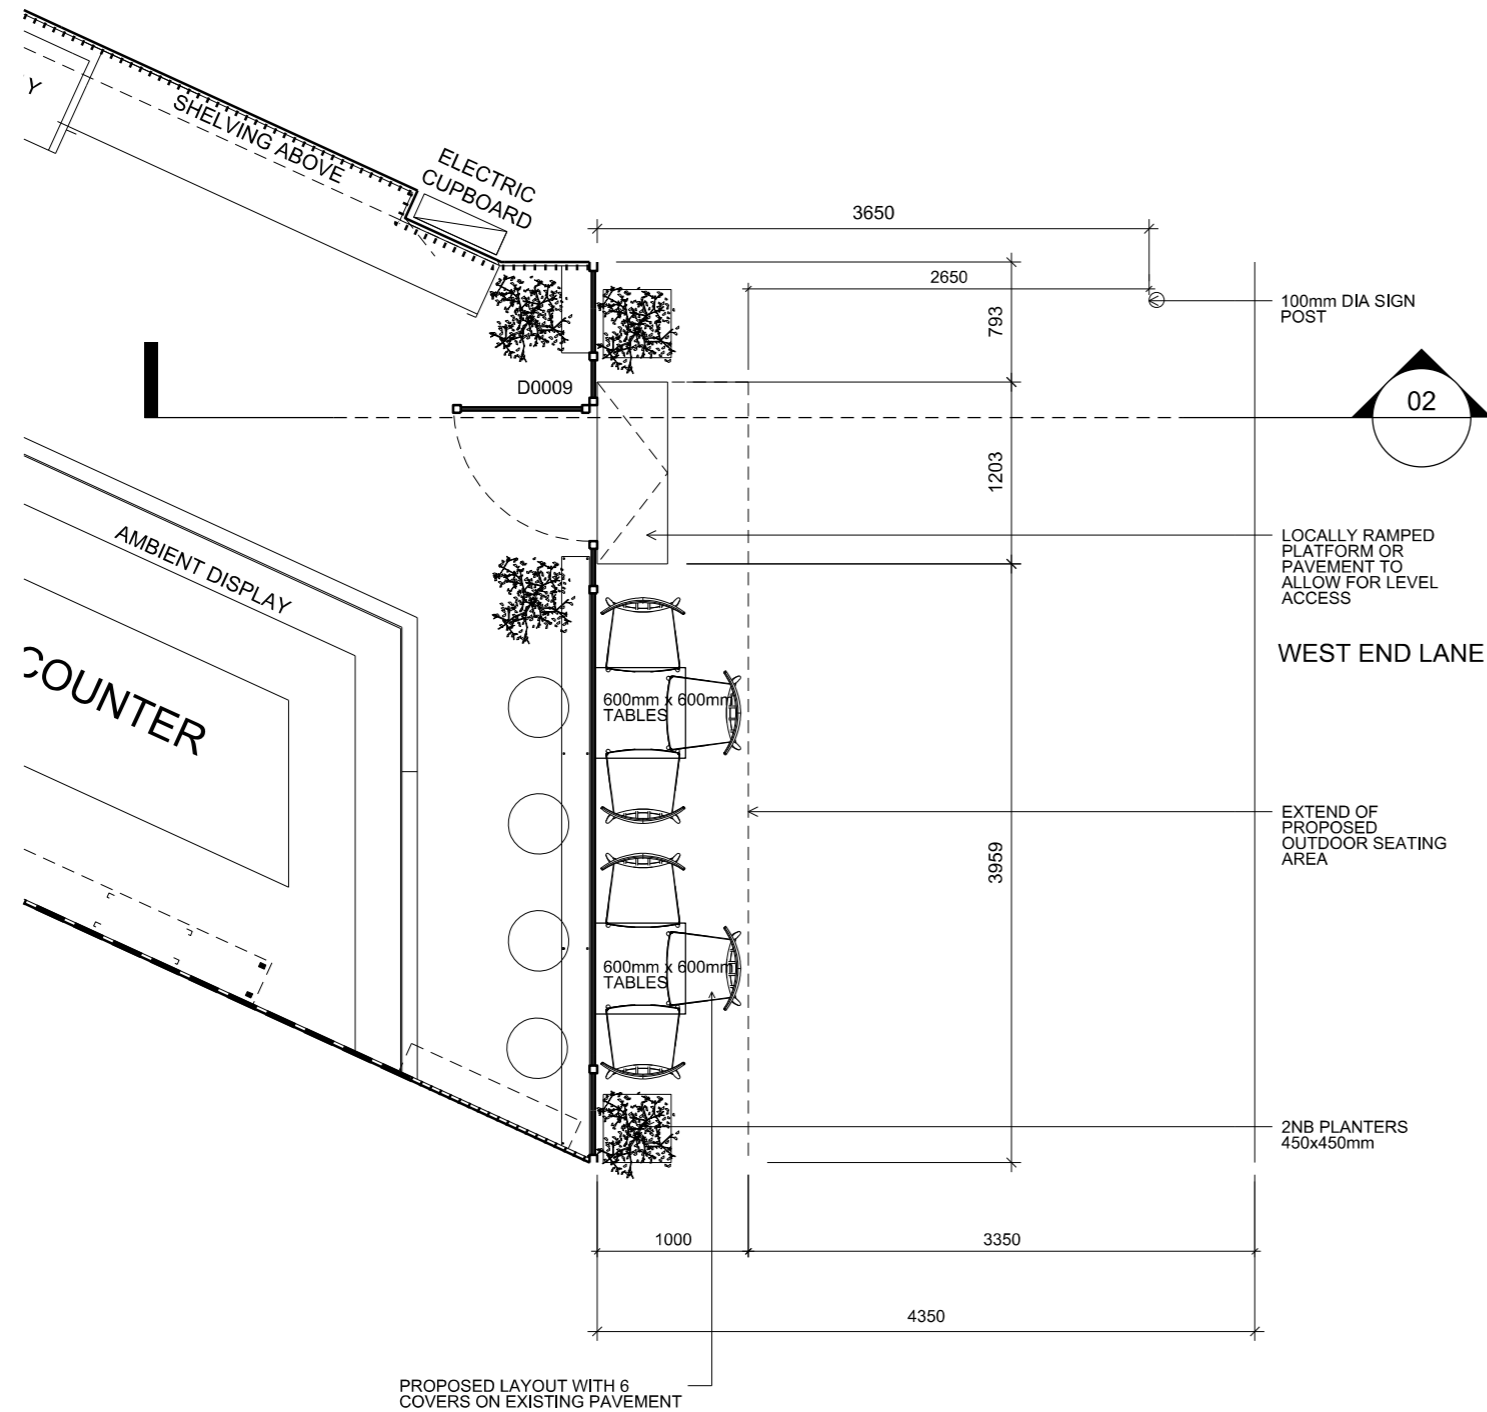 Y
SHELVING ABOVE
ELECTRIC
CUPBOARD
3650
2650
793
100mm DIA SIGN
POST
D0009
02
1203
LOCALLY RAMPED
PLATFORM OR
PAVEMENT TO
ALLOW FOR LEVEL
ACCESS
AMBIENT DISPLAY
WEST END LANE
COUNTER
600mm x 600mm
TABLES
EXTEND OF
PROPOSED
OUTDOOR SEATING
AREA
3959
600mm x 600mm
TABLES
2NB PLANTERS
450x450mm
1000
3350
4350
PROPOSED LAYOUT WITH 6
COVERS ON EXISTING PAVEMENT